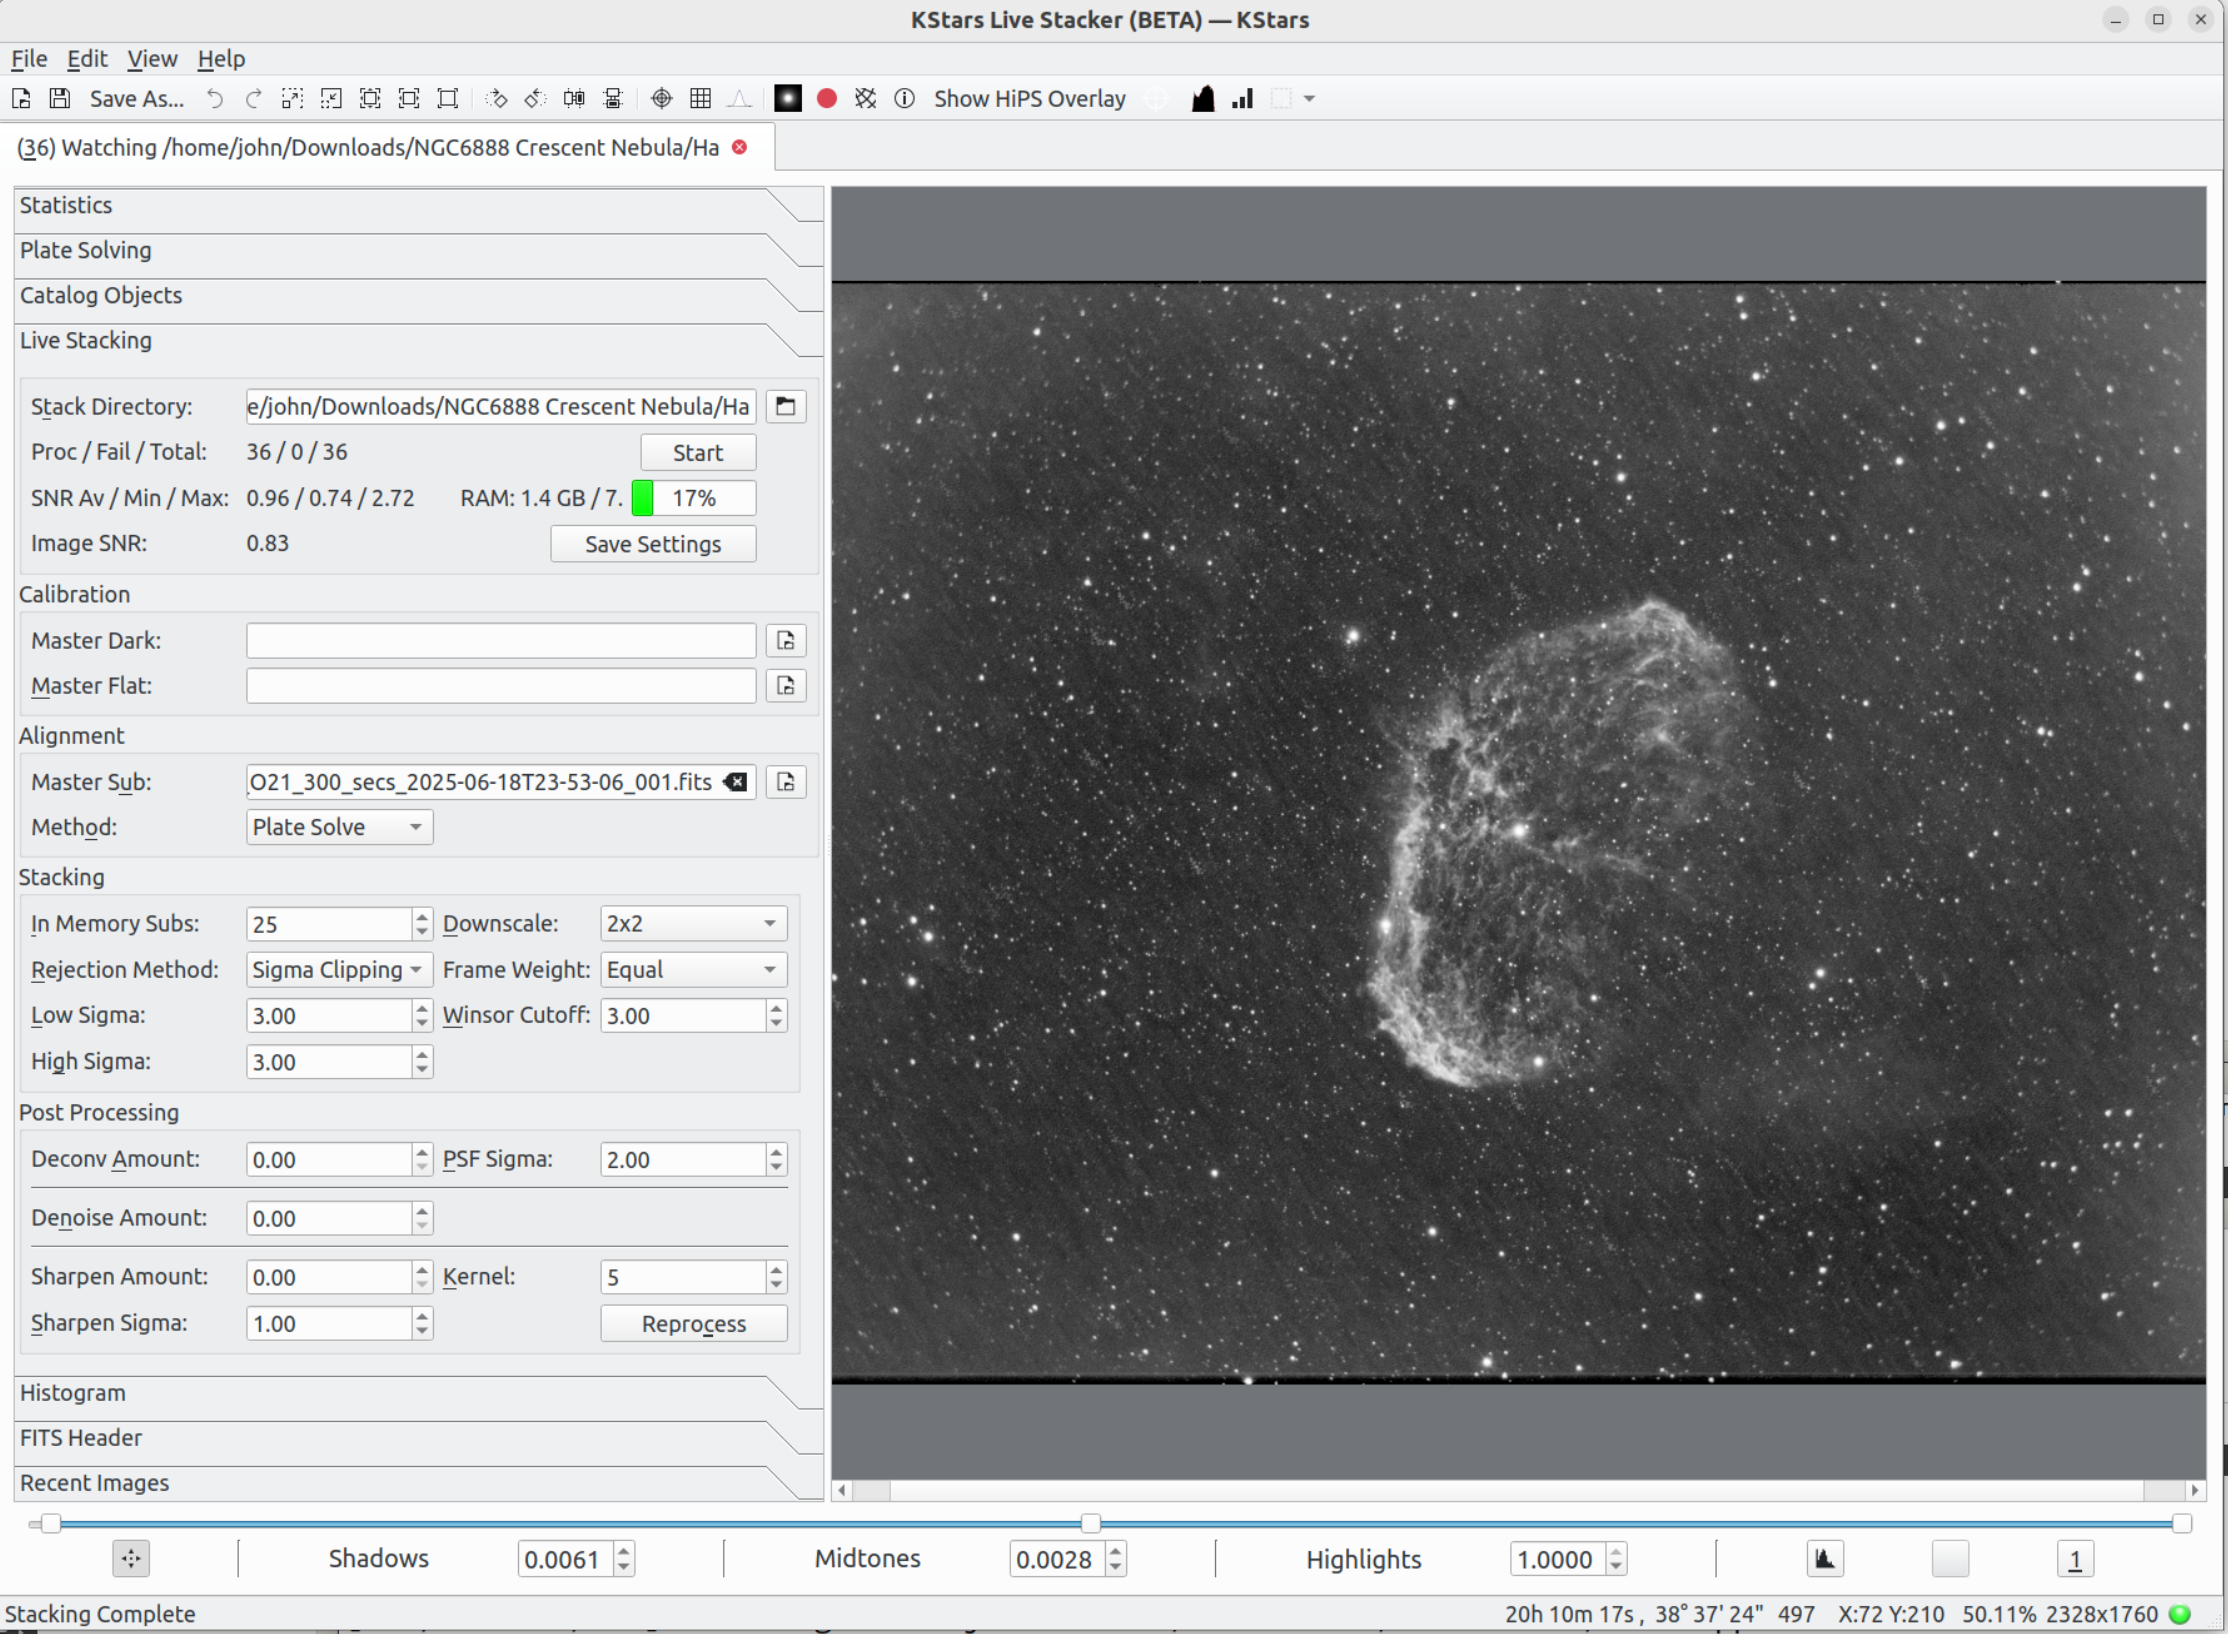 KStars Live Stacker (BETA) — KStars
File Edit View Help
Save As... Show HiPS Overlay
(36) Watching /home/john/Downloads/NGC6888 Crescent Nebula/Ha
Statistics
Plate Solving
Catalog Objects
Live Stacking
Stack Directory: e/john/Downloads/NGC6888 Crescent Nebula/Ha
Proc / Fail / Total: 36 / 0 / 36 Start
SNR Av / Min / Max: 0.96 / 0.74 / 2.72 RAM: 1.4 GB / 7. 17%
Image SNR: 0.83 Save Settings
Calibration
Master Dark:
Master Flat:
Alignment
Master Sub: O21_300_secs_2025-06-18T23-53-06_001.fits
Method: Plate Solve
Stacking
In Memory Subs: 25 Downscale: 2x2
Rejection Method: Sigma Clipping Frame Weight: Equal
Low Sigma: 3.00 Winsor Cutoff: 3.00
High Sigma: 3.00
Post Processing
Deconv Amount: 0.00 PSF Sigma: 2.00
Denoise Amount: 0.00
Sharpen Amount: 0.00 Kernel: 5
Sharpen Sigma: 1.00 Reprocess
Histogram
FITS Header
Recent Images
Shadows 0.0061 Midtones 0.0028 Highlights 1.0000 1
Stacking Complete 20h 10m 17s, 38° 37' 24" 497 X:72 Y:210 50.11% 2328x1760